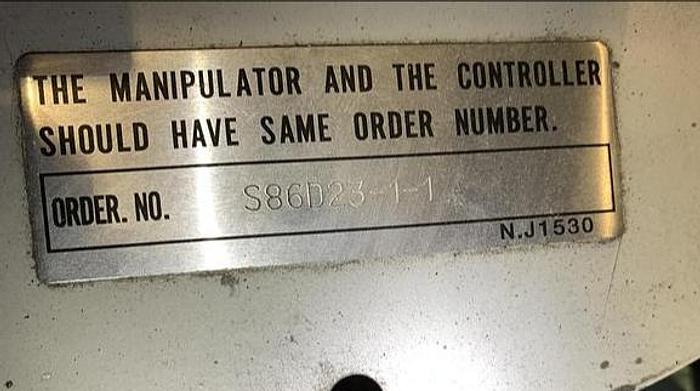 THE MANIPULATOR AND THE CONTROLLER
SHOULD HAVE SAME ORDER NUMBER.
ORDER. NO. S86D23-1-1
N.J1530